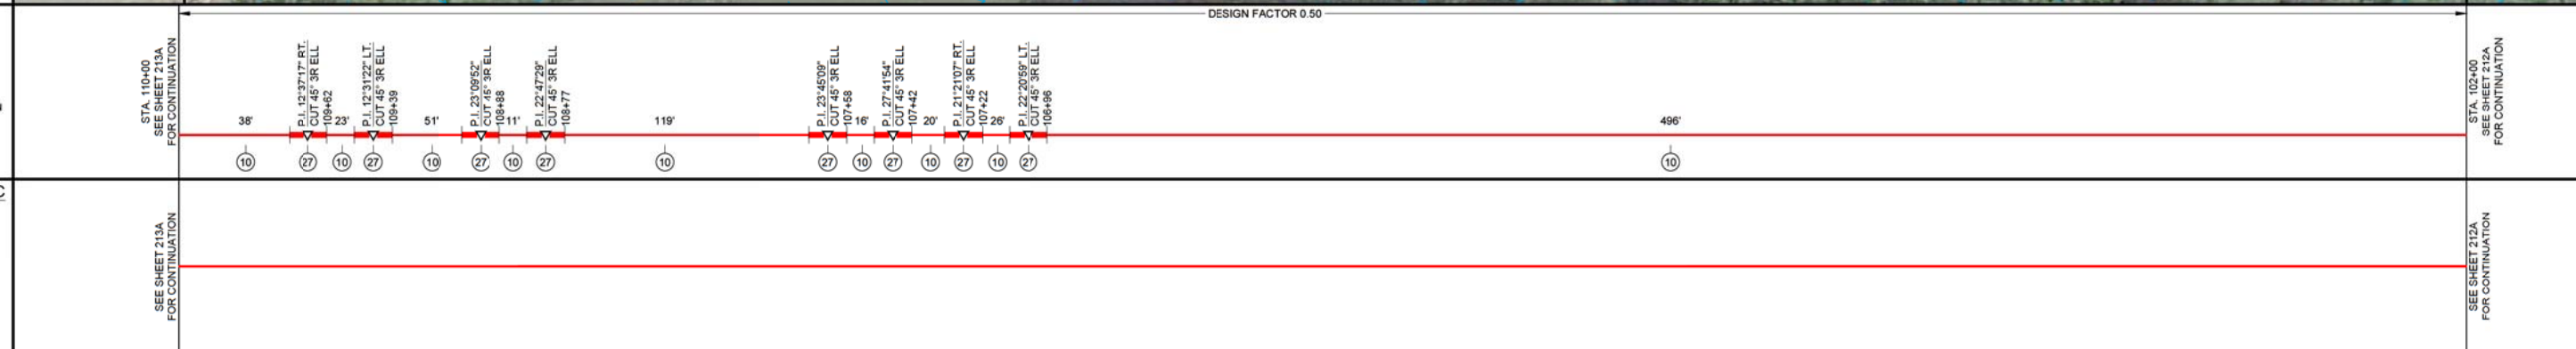 DESIGN FACTOR 0.50
STA. 110+00
SEE SHEET 213A
FOR CONTINUATION
38'
P.I. 12°37'17" RT.
CUT 45° 3R ELL
109+62
23'
P.I. 12°31'22" LT.
CUT 45° 3R ELL
109+39
51'
P.I. 23°09'52"
CUT 45° 3R ELL
108+88
11'
P.I. 22°47'29"
CUT 45° 3R ELL
108+77
119'
P.I. 23°45'09"
CUT 45° 3R ELL
107+58
16'
P.I. 27°41'54"
CUT 45° 3R ELL
107+42
20'
P.I. 21°21'07" RT.
CUT 45° 3R ELL
107+22
26'
P.I. 22°20'59" LT.
CUT 45° 3R ELL
106+96
496'
STA. 102+00
SEE SHEET 212A
FOR CONTINUATION
10 27 10 27 10 27 10 27 10 27 10 27 10 27 10 27 10
SEE SHEET 213A
FOR CONTINUATION
SEE SHEET 212A
FOR CONTINUATION